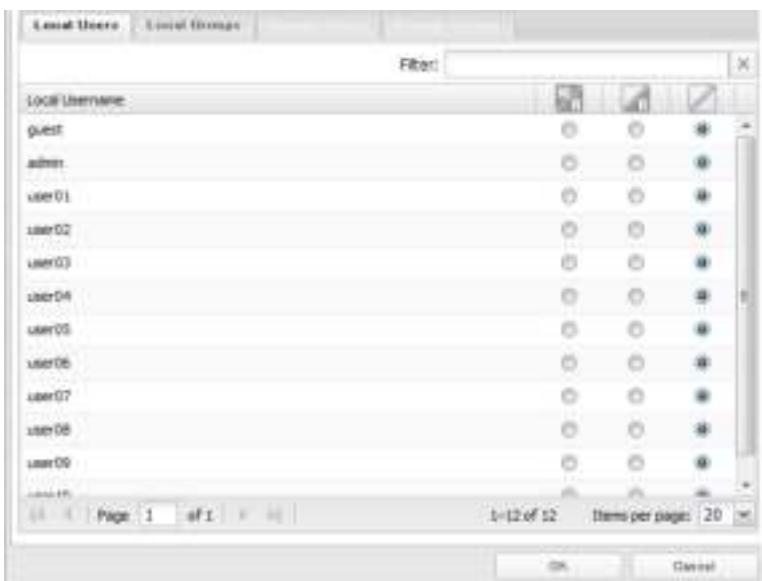 Local Users Local Groups
Filter:
Local Username
guest
admin
user01
user02
user03
user04
user05
user06
user07
user08
user09
user10
Page 1 of 1 1-12 of 12 Items per page: 20
OK Cancel